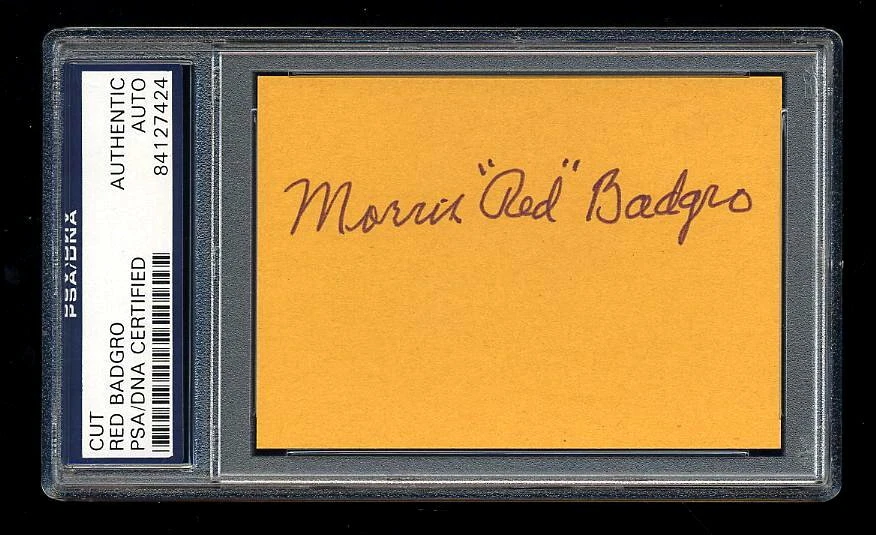 Morris "Red" Badgro
CUT
RED BADGRO
PSA/DNA CERTIFIED
AUTHENTIC
AUTO
84127424
PSA/DNA